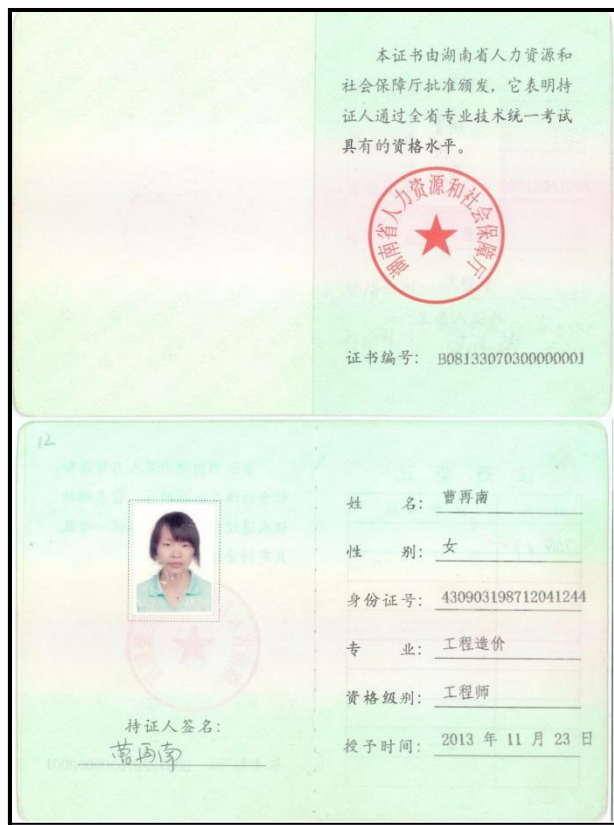 本证书由湖南省人力资源和
社会保障厅批准颁发，它表明持
证人通过全省专业技术统一考试
具有的资格水平。
湖南省人力资源和社会保障厅
证书编号： B08133070300000001
12
姓 名： 曹再南
性 别： 女
身份证号： 430903198712041244
专 业： 工程造价
资格级别： 工程师
授予时间： 2013 年 11 月 23 日
持证人签名：
曹再南